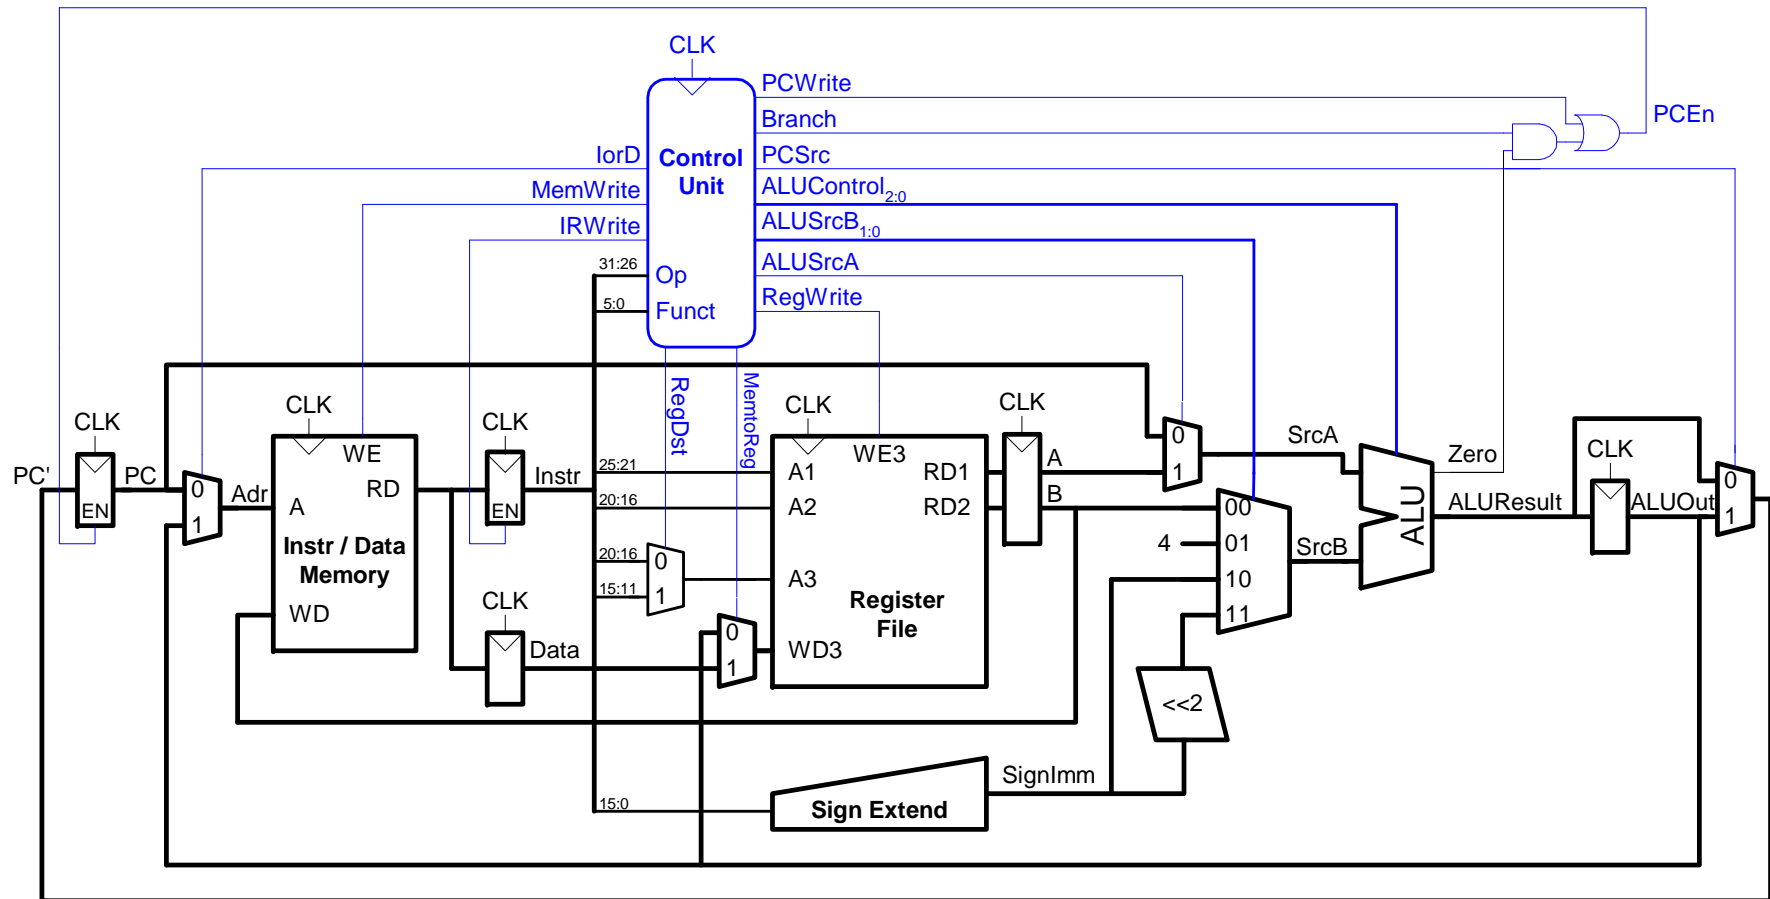 CLK
PCWrite
Branch
PCEn
IorD
Control
Unit
PCSrc
MemWrite
ALUControl2:0
IRWrite
ALUSrcB1:0
31:26
Op
ALUSrcA
5:0
Funct
RegWrite
RegDst
MemtoReg
CLK
CLK
CLK
CLK
CLK
CLK
PC'
EN
PC
0
1
Adr
WE
A
RD
Instr / Data
Memory
WD
EN
Instr
25:21
20:16
20:16
15:11
0
1
CLK
Data
0
1
WE3
A1
A2
A3
WD3
RD1
RD2
Register
File
A
B
0
1
SrcA
4
00
01
10
11
SrcB
ALU
Zero
ALUResult
ALUOut
0
1
<<2
SignImm
15:0
Sign Extend